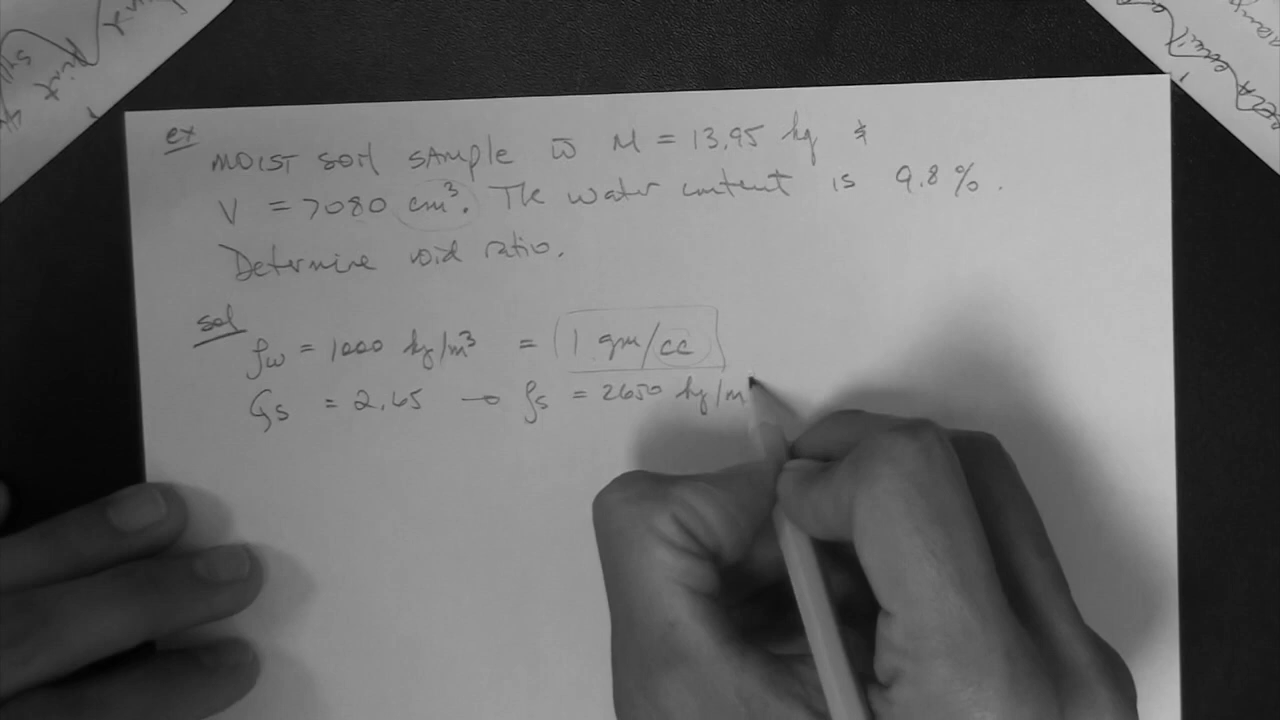 ex
MOIST SOIL SAMPLE w̄ M = 13.95 kg &
V = 7080 cm³. The water content is 9.8%.
Determine void ratio.
sol
ρw = 1000 kg/m³ = 1 gm/cc
Gs = 2.65 → ρs = 2650 kg/m